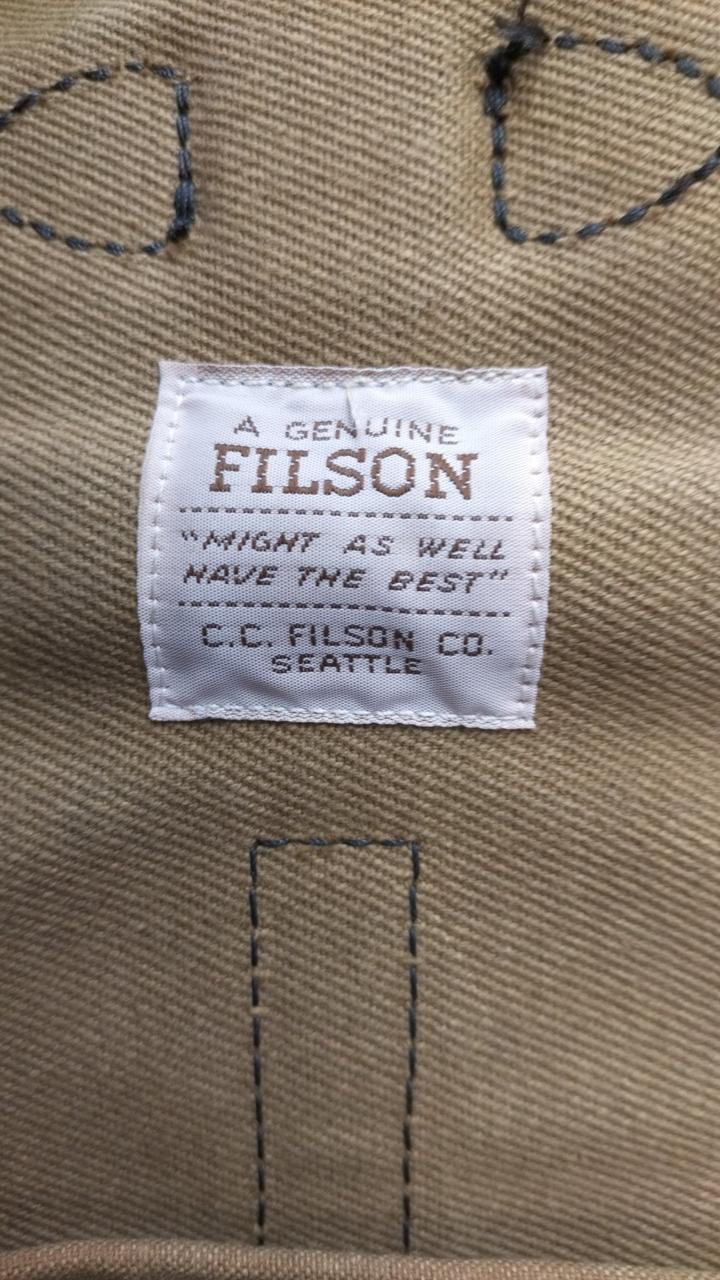 A GENUINE
FILSON
"MIGHT AS WELL
HAVE THE BEST"
C.C. FILSON CO.
SEATTLE